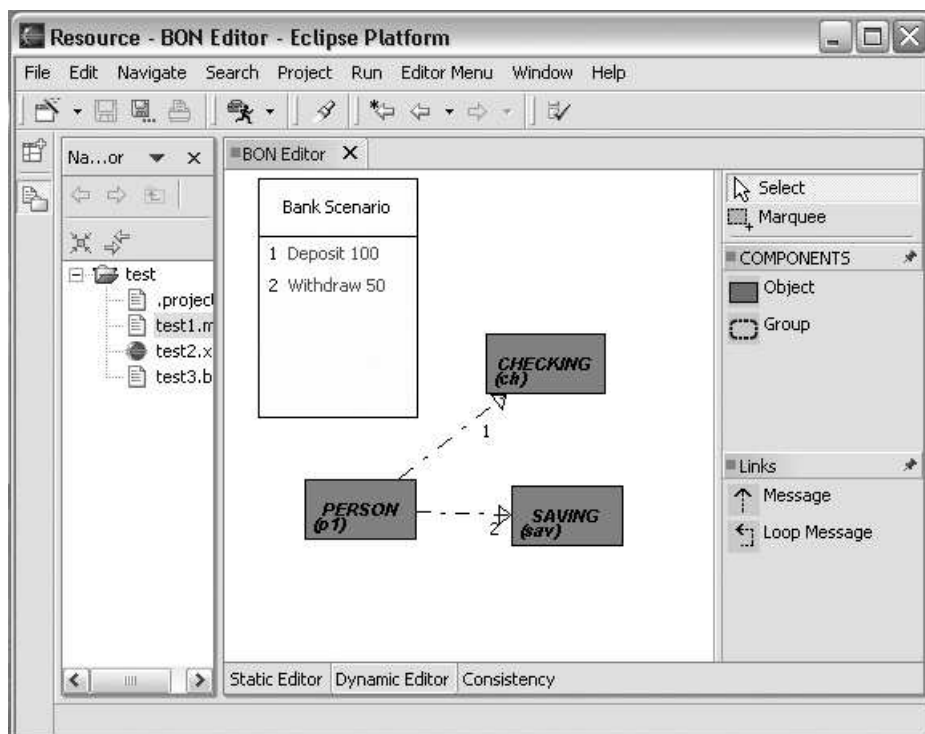 Resource - BON Editor - Eclipse Platform
File Edit Navigate Search Project Run Editor Menu Window Help
Na...or
BON Editor
test
.project
test1.m
test2.x
test3.b
Bank Scenario
1 Deposit 100
2 Withdraw 50
CHECKING
(ch)
1
PERSON
(p1)
2
SAVING
(sav)
Select
Marquee
COMPONENTS
Object
Group
Links
Message
Loop Message
Static Editor Dynamic Editor Consistency